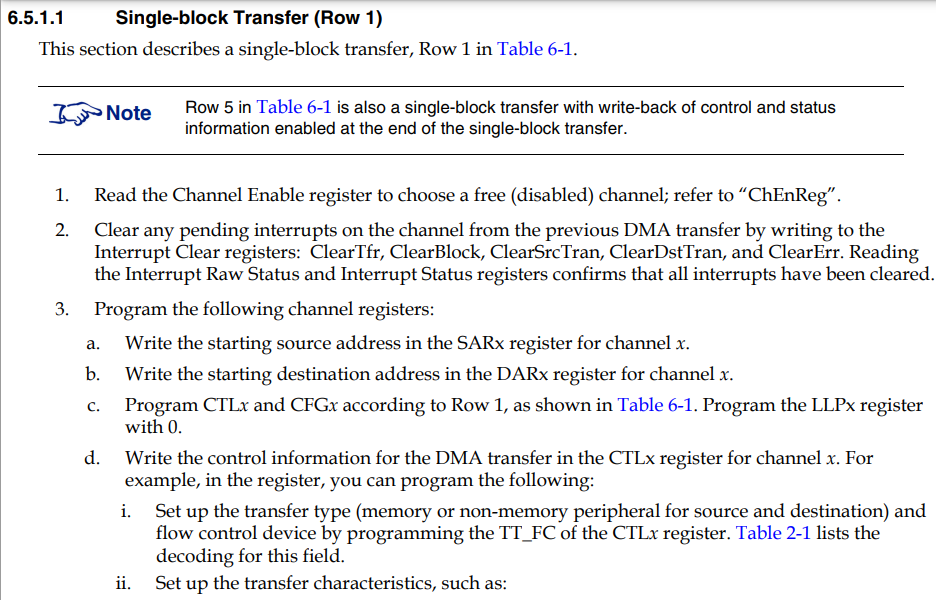 6.5.1.1 Single-block Transfer (Row 1)
This section describes a single-block transfer, Row 1 in Table 6-1.
Note Row 5 in Table 6-1 is also a single-block transfer with write-back of control and status
information enabled at the end of the single-block transfer.
1. Read the Channel Enable register to choose a free (disabled) channel; refer to “ChEnReg”.
2. Clear any pending interrupts on the channel from the previous DMA transfer by writing to the
Interrupt Clear registers: ClearTfr, ClearBlock, ClearSrcTran, ClearDstTran, and ClearErr. Reading
the Interrupt Raw Status and Interrupt Status registers confirms that all interrupts have been cleared.
3. Program the following channel registers:
a. Write the starting source address in the SARx register for channel x.
b. Write the starting destination address in the DARx register for channel x.
c. Program CTLx and CFGx according to Row 1, as shown in Table 6-1. Program the LLPx register
with 0.
d. Write the control information for the DMA transfer in the CTLx register for channel x. For
example, in the register, you can program the following:
i. Set up the transfer type (memory or non-memory peripheral for source and destination) and
flow control device by programming the TT_FC of the CTLx register. Table 2-1 lists the
decoding for this field.
ii. Set up the transfer characteristics, such as: